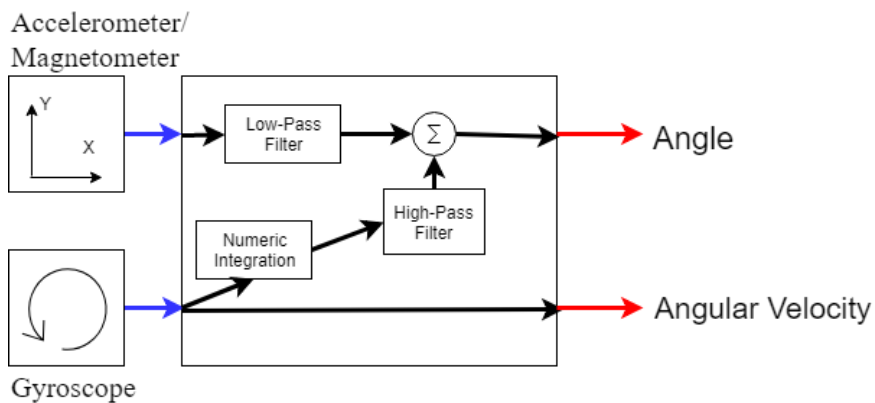 Accelerometer/
Magnetometer
Y
X
Low-Pass
Filter
Σ
Angle
High-Pass
Filter
Numeric
Integration
Angular Velocity
Gyroscope